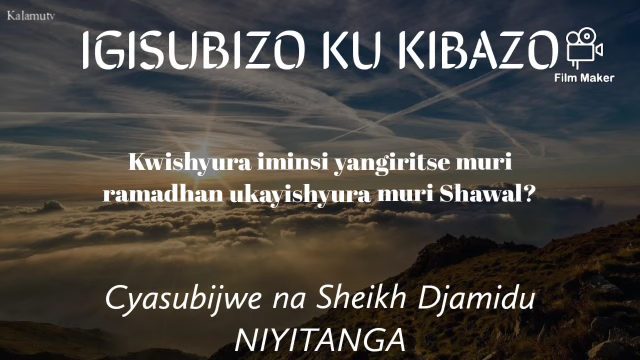 Kalamutv
IGISUBIZO KU KIBAZO
Film Maker
Kwishyura iminsi yangiritse muri
ramadhan ukayishyura muri Shawal?
Cyasubijwe na Sheikh Djamidu
NIYITANGA